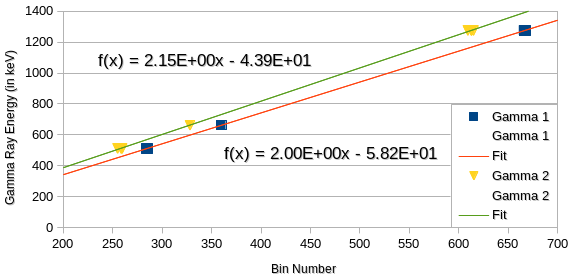 1400
1200
1000
800
600
400
200
0
Gamma Ray Energy (in keV)
f(x) = 2.15E+00x - 4.39E+01
f(x) = 2.00E+00x - 5.82E+01
Gamma 1
Gamma 1
Fit
Gamma 2
Gamma 2
Fit
200 250 300 350 400 450 500 550 600 650 700
Bin Number